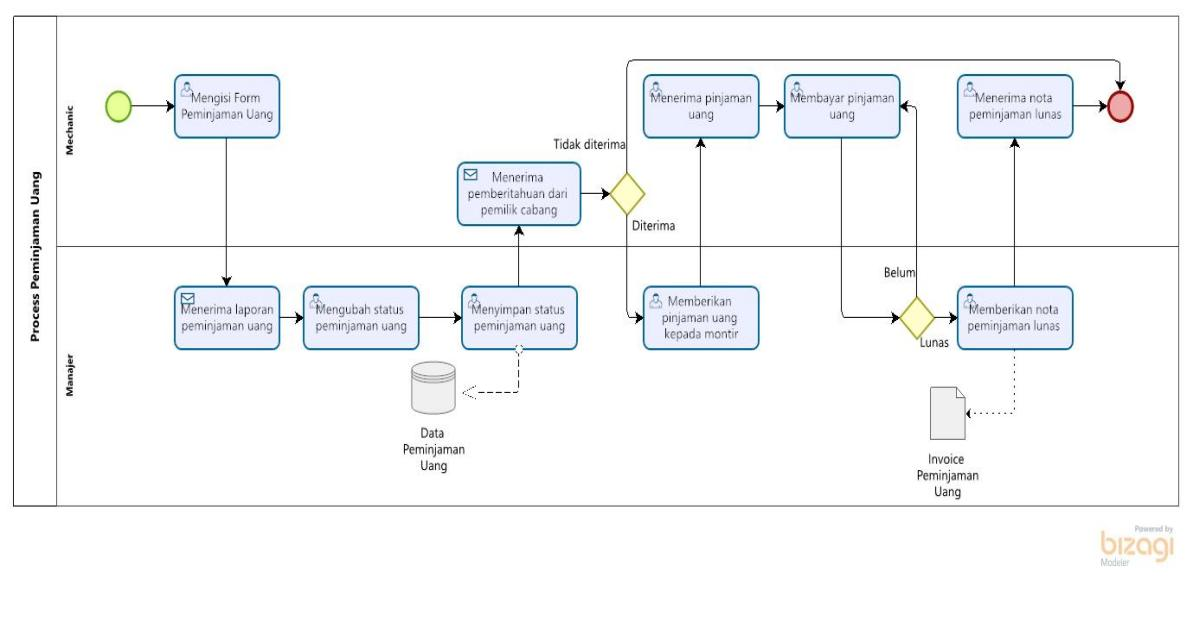 Process Peminjaman Uang
Mechanic
Mengisi Form
Peminjaman Uang
Menerima
pemberitahuan dari
pemilik cabang
Tidak diterima
Diterima
Menerima pinjaman
uang
Membayar pinjaman
uang
Menerima nota
peminjaman lunas
Manajer
Menerima laporan
peminjaman uang
Mengubah status
peminjaman uang
Menyimpan status
peminjaman uang
Data
Peminjaman
Uang
Memberikan
pinjaman uang
kepada montir
Belum
Lunas
Memberikan nota
peminjaman lunas
Invoice
Peminjaman
Uang
Powered by
bizagi
Modeler